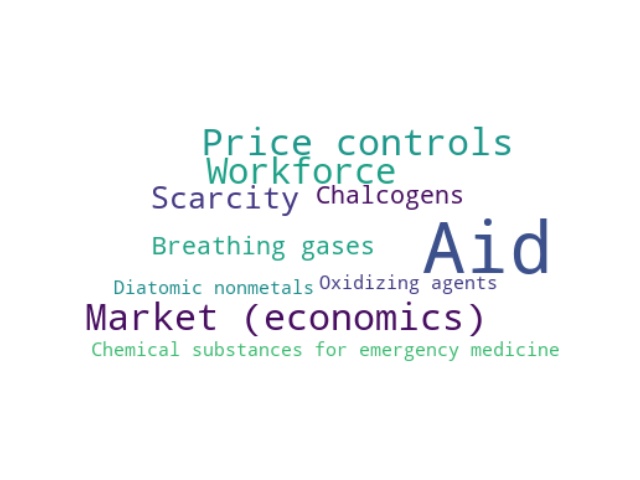 Price controls
Workforce
Scarcity Chalcogens
Breathing gases Aid
Diatomic nonmetals Oxidizing agents
Market (economics)
Chemical substances for emergency medicine